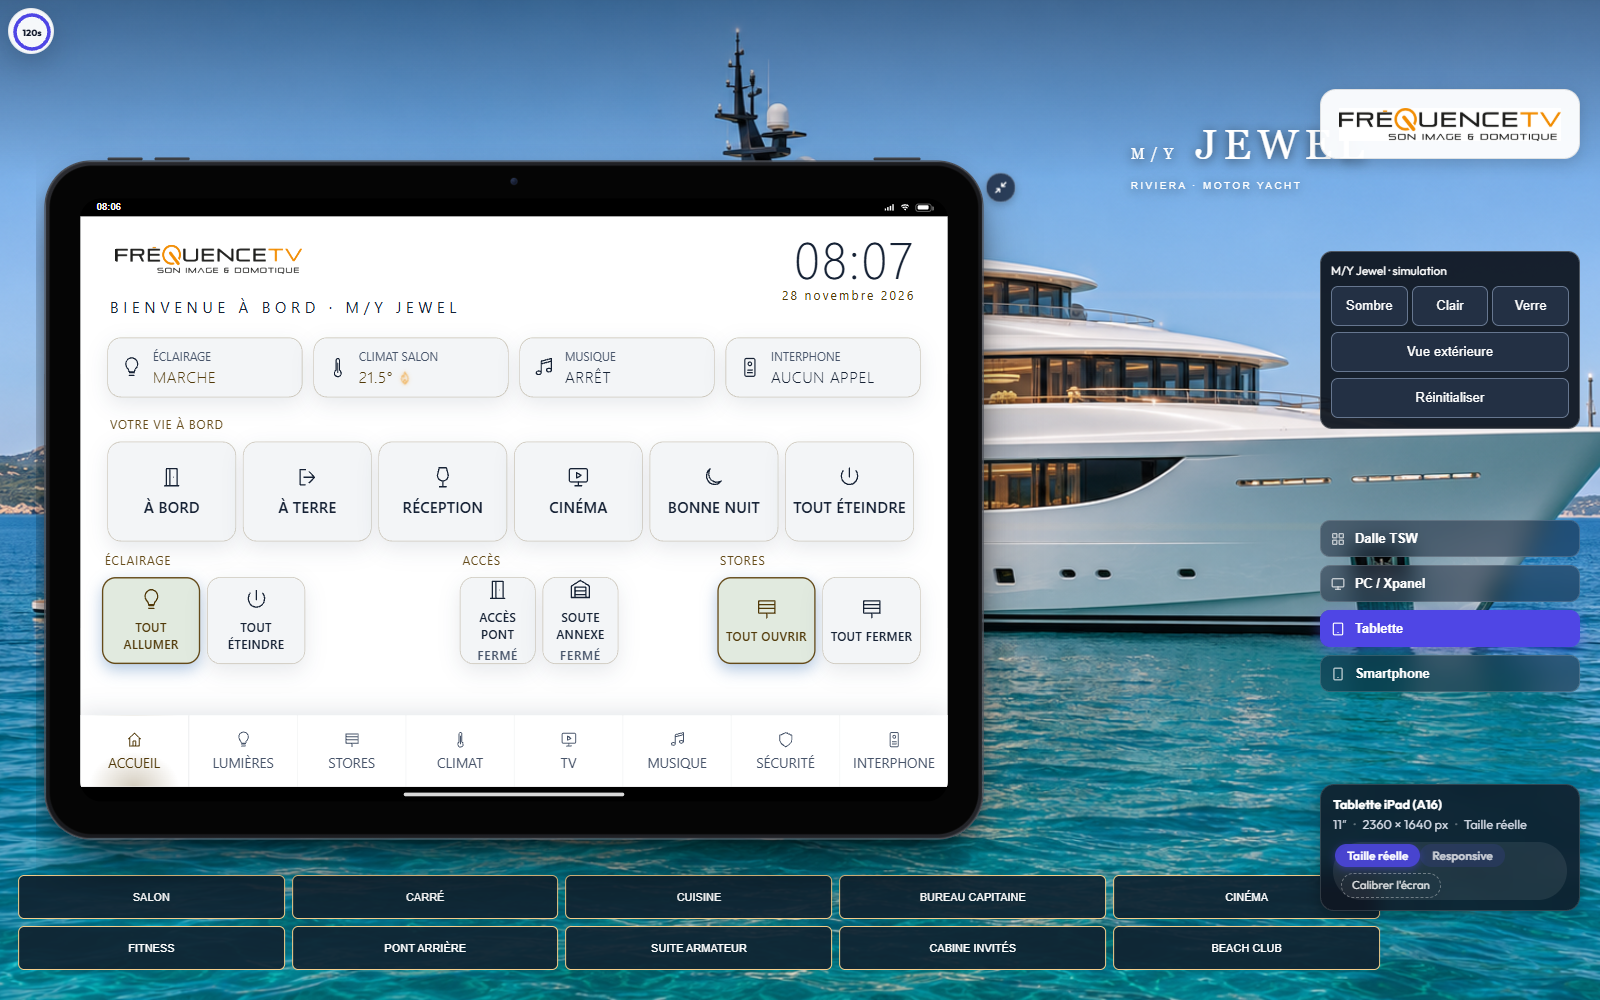 120s
FRÉQUENCETV
SON IMAGE & DOMOTIQUE
M/Y JEWEL
RIVIERA · MOTOR YACHT
08:06
FRÉQUENCETV
SON IMAGE & DOMOTIQUE
08:07
28 novembre 2026
BIENVENUE À BORD · M/Y JEWEL
ÉCLAIRAGE
MARCHE
CLIMAT SALON
21.5°
MUSIQUE
ARRÊT
INTERPHONE
AUCUN APPEL
VOTRE VIE À BORD
À BORD
À TERRE
RÉCEPTION
CINÉMA
BONNE NUIT
TOUT ÉTEINDRE
ÉCLAIRAGE
TOUT
ALLUMER
TOUT
ÉTEINDRE
ACCÈS
ACCÈS
PONT
FERMÉ
SOUTE
ANNEXE
FERMÉ
STORES
TOUT OUVRIR
TOUT FERMER
ACCUEIL
LUMIÈRES
STORES
CLIMAT
TV
MUSIQUE
SÉCURITÉ
INTERPHONE
M/Y Jewel · simulation
Sombre
Clair
Verre
Vue extérieure
Réinitialiser
Dalle TSW
PC / Xpanel
Tablette
Smartphone
Tablette iPad (A16)
11" · 2360 × 1640 px · Taille réelle
Taille réelle
Responsive
Calibrer l'écran
SALON
CARRÉ
CUISINE
BUREAU CAPITAINE
CINÉMA
FITNESS
PONT ARRIÈRE
SUITE ARMATEUR
CABINE INVITÉS
BEACH CLUB